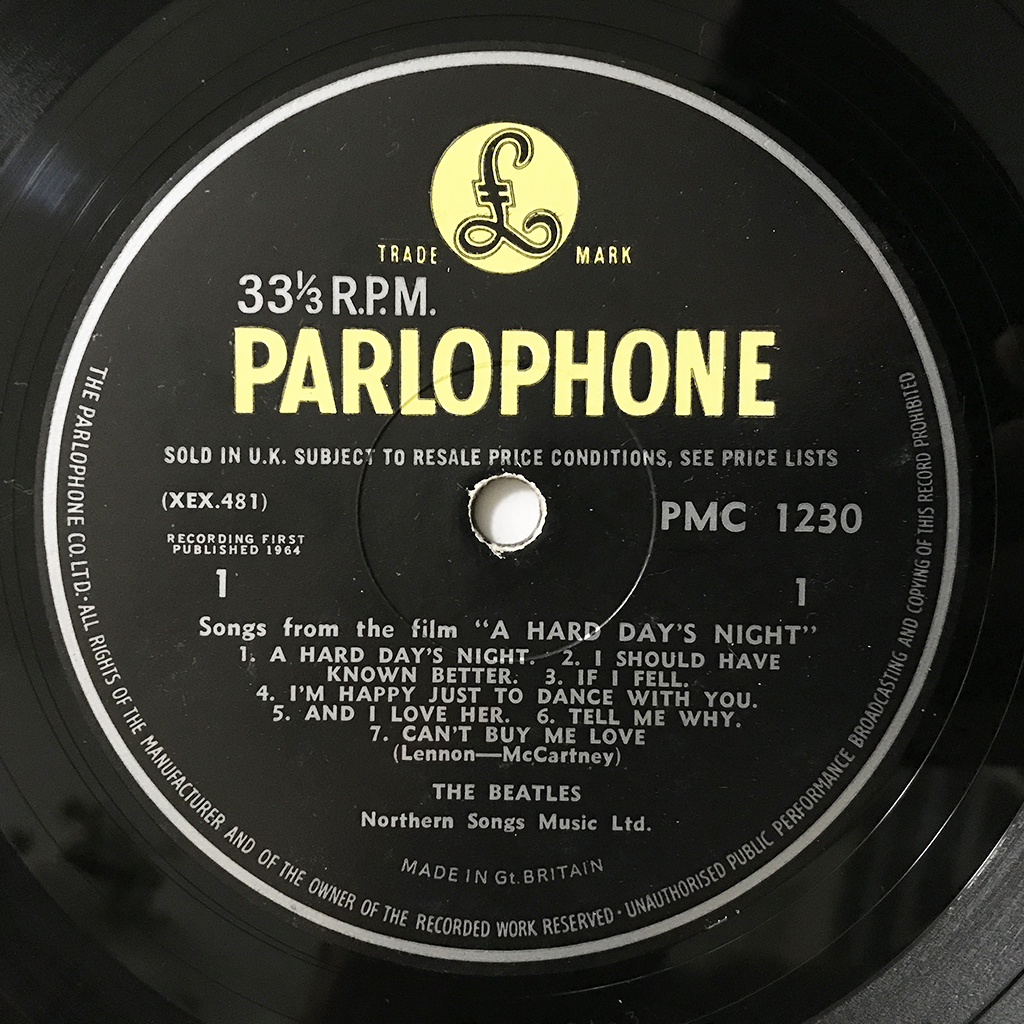 £
TRADE MARK
33⅓ R.P.M.
PARLOPHONE
SOLD IN U.K. SUBJECT TO RESALE PRICE CONDITIONS, SEE PRICE LISTS
(XEX.481)
PMC 1230
RECORDING FIRST
PUBLISHED 1964
1 1
Songs from the film “A HARD DAY'S NIGHT”
1. A HARD DAY'S NIGHT. 2. I SHOULD HAVE
KNOWN BETTER. 3. IF I FELL.
4. I'M HAPPY JUST TO DANCE WITH YOU.
5. AND I LOVE HER. 6. TELL ME WHY.
7. CAN'T BUY ME LOVE
(Lennon—McCartney)
THE BEATLES
Northern Songs Music Ltd.
MADE IN Gt. BRITAIN
THE PARLOPHONE CO. LTD. · ALL RIGHTS OF THE MANUFACTURER AND OF THE OWNER OF THE RECORDED WORK RESERVED · UNAUTHORISED PUBLIC PERFORMANCE BROADCASTING AND COPYING OF THIS RECORD PROHIBITED